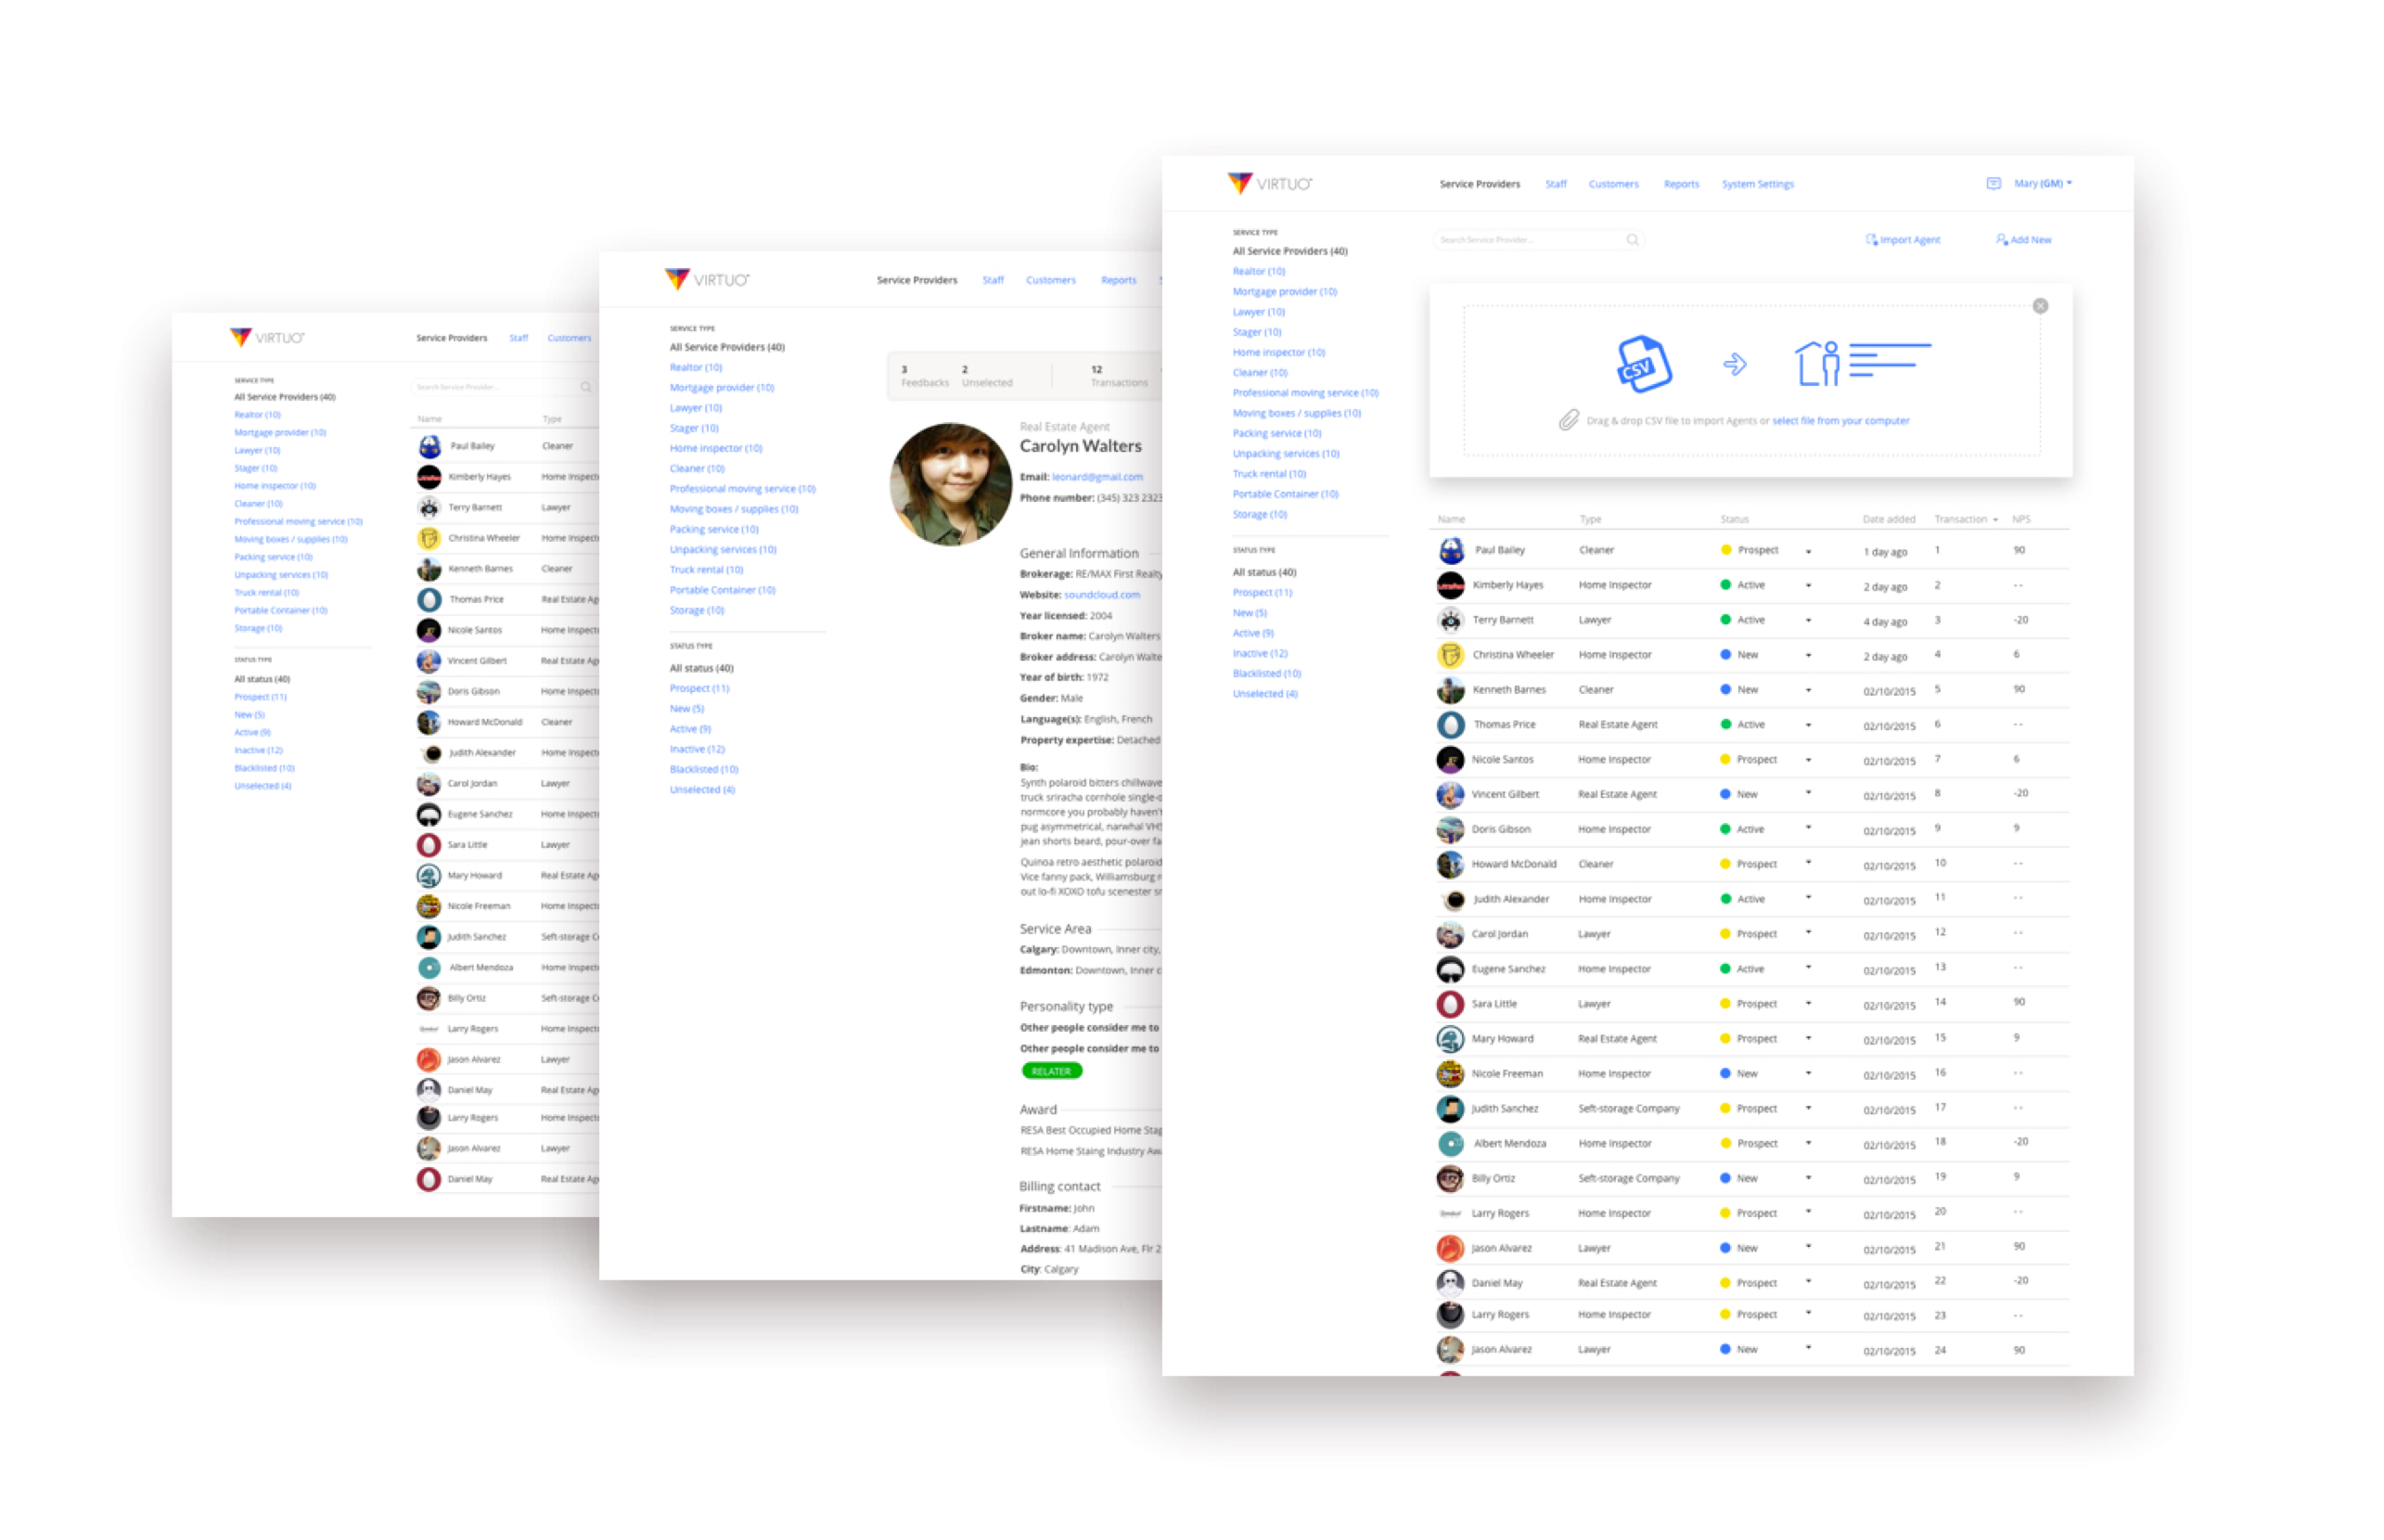 VIRTUO
Service Providers Staff Customers
SERVICE TYPE
All Service Providers (40)
Realtor (10)
Mortgage provider (10)
Lawyer (10)
Stager (10)
Home inspector (10)
Cleaner (10)
Professional moving service (10)
Moving boxes / supplies (10)
Packing service (10)
Unpacking services (10)
Truck rental (10)
Portable Container (10)
Storage (10)
STATUS TYPE
All status (40)
Prospect (11)
New (5)
Active (9)
Inactive (12)
Blacklisted (10)
Unselected (4)
Search Service Provider...
Name Type
Paul Bailey Cleaner
Kimberly Hayes Home Inspect
Terry Barnett Lawyer
Christina Wheeler Home Inspect
Kenneth Barnes Cleaner
Thomas Price Real Estate Ag
Nicole Santos Home Inspect
Vincent Gilbert Real Estate Ag
Doris Gibson Home Inspect
Howard McDonald Cleaner
Judith Alexander Home Inspect
Carol Jordan Lawyer
Eugene Sanchez Home Inspect
Sara Little Lawyer
Mary Howard Real Estate Ag
Nicole Freeman Home Inspect
Judith Sanchez Seft-storage C
Albert Mendoza Home Inspect
Billy Ortiz Seft-storage C
Larry Rogers Home Inspect
Jason Alvarez Lawyer
Daniel May Real Estate Ag
Larry Rogers Home Inspect
Jason Alvarez Lawyer
Daniel May Real Estate Ag
VIRTUO
Service Providers Staff Customers Reports
SERVICE TYPE
All Service Providers (40)
Realtor (10)
Mortgage provider (10)
Lawyer (10)
Stager (10)
Home inspector (10)
Cleaner (10)
Professional moving service (10)
Moving boxes / supplies (10)
Packing service (10)
Unpacking services (10)
Truck rental (10)
Portable Container (10)
Storage (10)
STATUS TYPE
All status (40)
Prospect (11)
New (5)
Active (9)
Inactive (12)
Blacklisted (10)
Unselected (4)
3 2 12
Feedbacks Unselected Transactions
Real Estate Agent
Carolyn Walters
Email: leonard@gmail.com
Phone number: (345) 323 2323
General Information
Brokerage: RE/MAX First Realty
Website: soundcloud.com
Year licensed: 2004
Broker name: Carolyn Walters
Broker address: Carolyn Walte
Year of birth: 1972
Gender: Male
Language(s): English, French
Property expertise: Detached
Bio:
Synth polaroid bitters chillwave
truck sriracha cornhole single-o
normcore you probably haven't
pug asymmetrical, narwhal VHS
jean shorts beard, pour-over fa
Quinoa retro aesthetic polaroid
Vice fanny pack, Williamsburg r
out lo-fi XOXO tofu scenester sr
Service Area
Calgary: Downtown, Inner city,
Edmonton: Downtown, Inner c
Personality type
Other people consider me to
Other people consider me to
RELATER
Award
RESA Best Occupied Home Stag
RESA Home Staing Industry Awa
Billing contact
Firstname: John
Lastname: Adam
Address: 41 Madison Ave, Flr 2
City: Calgary
VIRTUO
Service Providers Staff Customers Reports System Settings Mary (GM)
SERVICE TYPE
All Service Providers (40)
Realtor (10)
Mortgage provider (10)
Lawyer (10)
Stager (10)
Home inspector (10)
Cleaner (10)
Professional moving service (10)
Moving boxes / supplies (10)
Packing service (10)
Unpacking services (10)
Truck rental (10)
Portable Container (10)
Storage (10)
STATUS TYPE
All status (40)
Prospect (11)
New (5)
Active (9)
Inactive (12)
Blacklisted (10)
Unselected (4)
Search Service Provider... Import Agent Add New
CSV
Drag & drop CSV file to import Agents or select file from your computer
Name Type Status Date added Transaction NPS
Paul Bailey Cleaner Prospect 1 day ago 1 90
Kimberly Hayes Home Inspector Active 2 day ago 2 --
Terry Barnett Lawyer Active 4 day ago 3 -20
Christina Wheeler Home Inspector New 2 day ago 4 6
Kenneth Barnes Cleaner New 02/10/2015 5 90
Thomas Price Real Estate Agent Active 02/10/2015 6 --
Nicole Santos Home Inspector Prospect 02/10/2015 7 6
Vincent Gilbert Real Estate Agent New 02/10/2015 8 -20
Doris Gibson Home Inspector Active 02/10/2015 9 9
Howard McDonald Cleaner Prospect 02/10/2015 10 --
Judith Alexander Home Inspector Active 02/10/2015 11 --
Carol Jordan Lawyer Prospect 02/10/2015 12 --
Eugene Sanchez Home Inspector Active 02/10/2015 13 --
Sara Little Lawyer Prospect 02/10/2015 14 90
Mary Howard Real Estate Agent Prospect 02/10/2015 15 9
Nicole Freeman Home Inspector New 02/10/2015 16 --
Judith Sanchez Seft-storage Company Prospect 02/10/2015 17 --
Albert Mendoza Home Inspector Prospect 02/10/2015 18 -20
Billy Ortiz Seft-storage Company New 02/10/2015 19 9
Larry Rogers Home Inspector Prospect 02/10/2015 20 --
Jason Alvarez Lawyer New 02/10/2015 21 90
Daniel May Real Estate Agent Prospect 02/10/2015 22 -20
Larry Rogers Home Inspector Prospect 02/10/2015 23 --
Jason Alvarez Lawyer New 02/10/2015 24 90